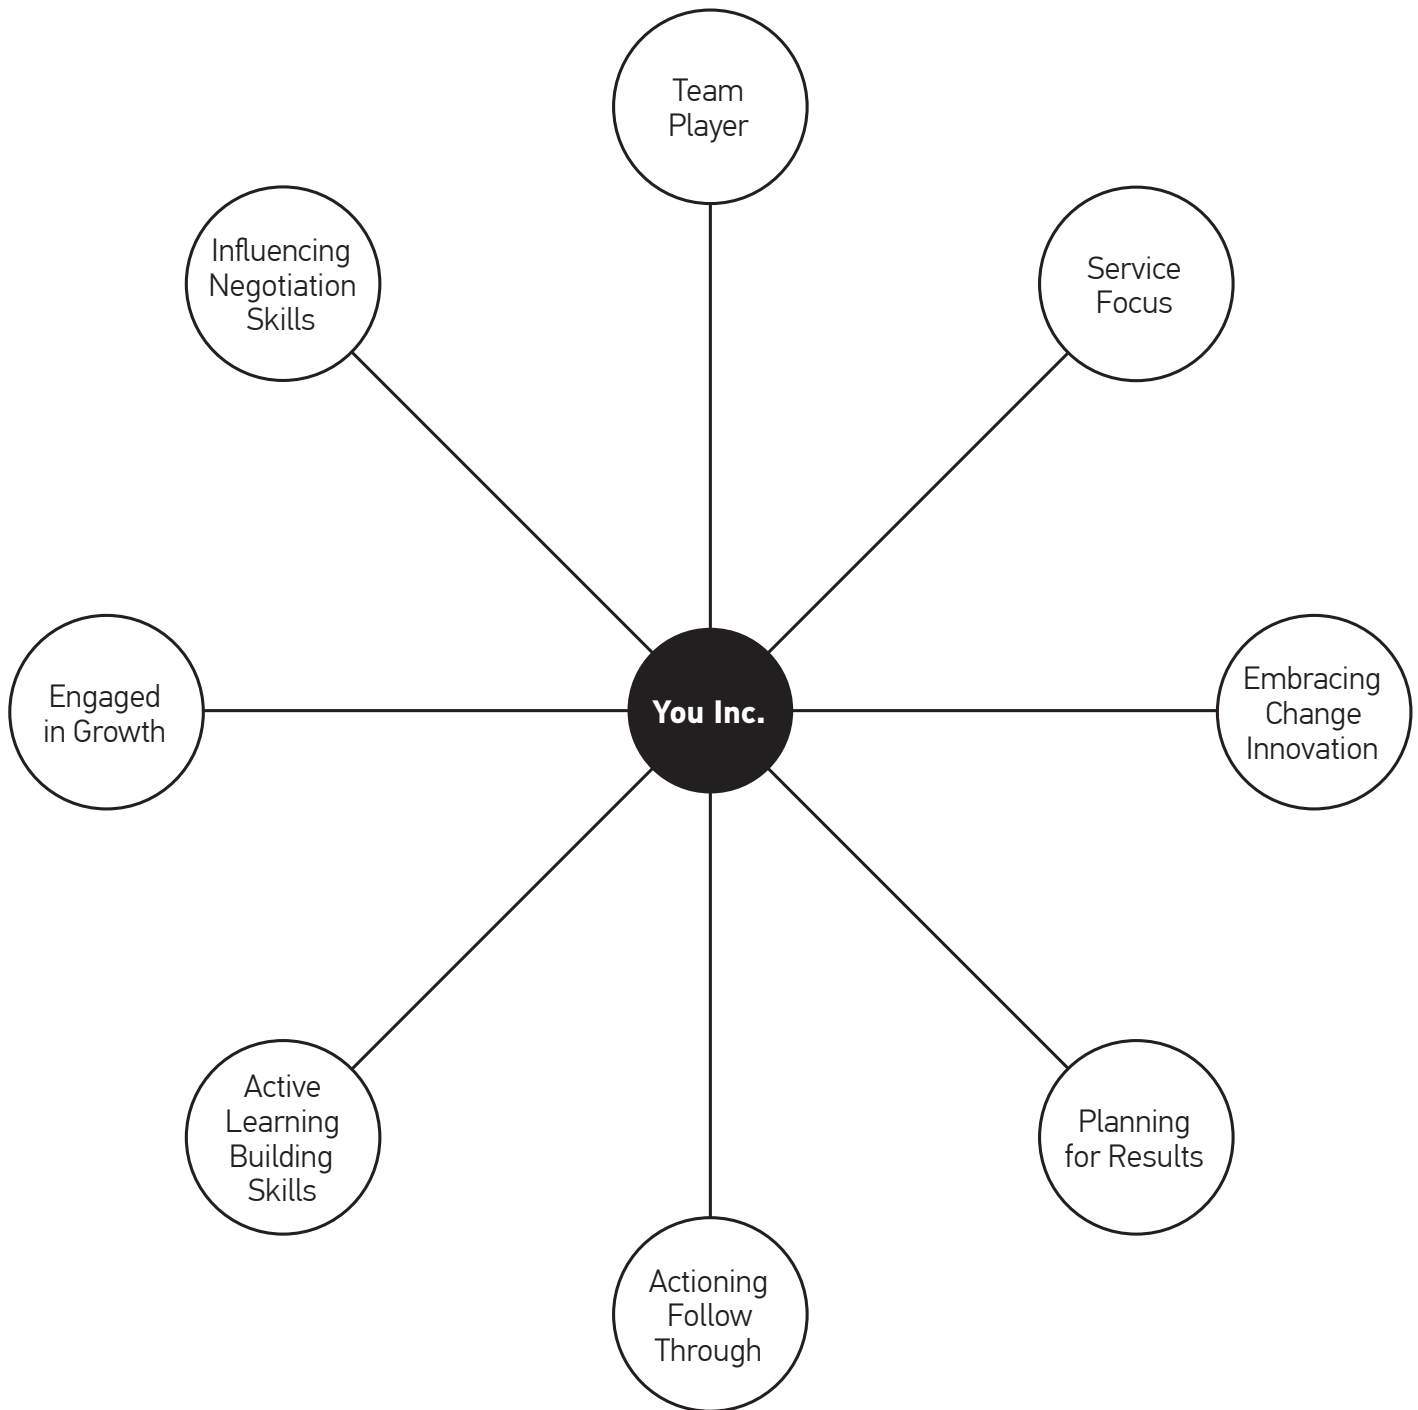 Team
Player
Influencing
Negotiation
Skills
Service
Focus
Engaged
in Growth
You Inc.
Embracing
Change
Innovation
Active
Learning
Building
Skills
Planning
for Results
Actioning
Follow
Through